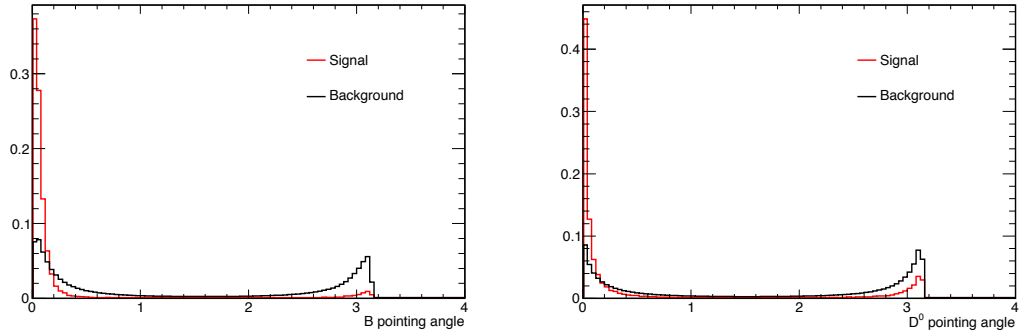 0.3
0.2
0.1
0
0 1 2 3 4
B pointing angle
Signal
Background
0.4
0.3
0.2
0.1
0
0 1 2 3 4
D⁰ pointing angle
Signal
Background